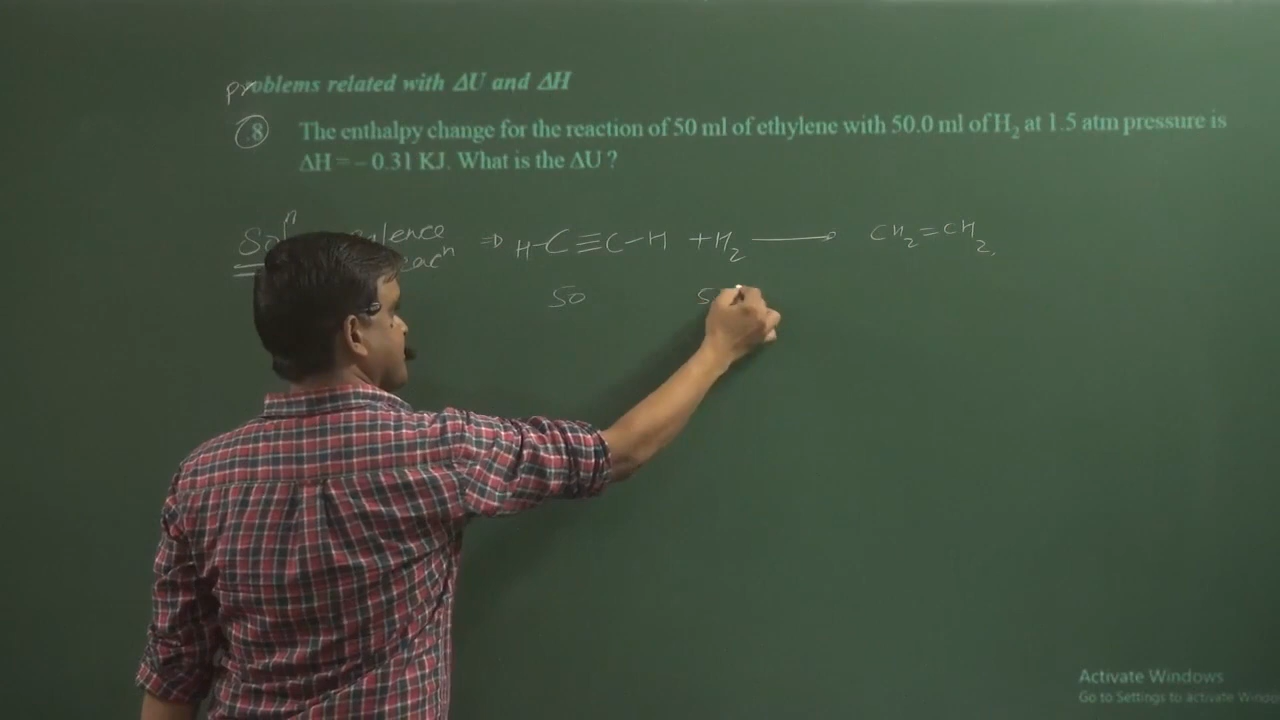 problems related with ΔU and ΔH
.8 The enthalpy change for the reaction of 50 ml of ethylene with 50.0 ml of H₂ at 1.5 atm pressure is
ΔH = – 0.31 KJ. What is the ΔU ?
Solⁿ ⇒ H-C≡C-H + H₂ → CH₂=CH₂
50
Activate Windows
Go to Settings to activate